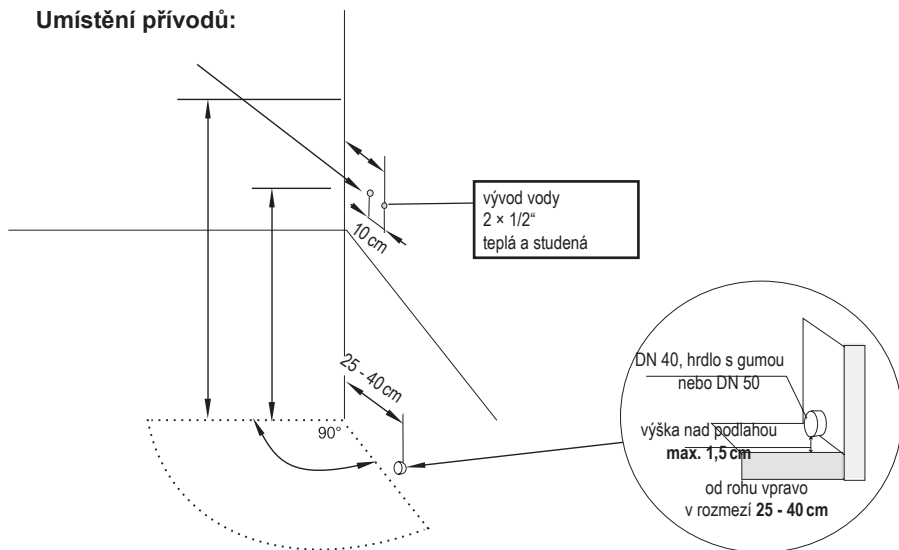 Umístění přívodů:
vývod vody
2 × 1/2“
teplá a studená
10 cm
25 - 40 cm
90°
DN 40, hrdlo s gumou
nebo DN 50
výška nad podlahou
max. 1,5 cm
od rohu vpravo
v rozmezí 25 - 40 cm